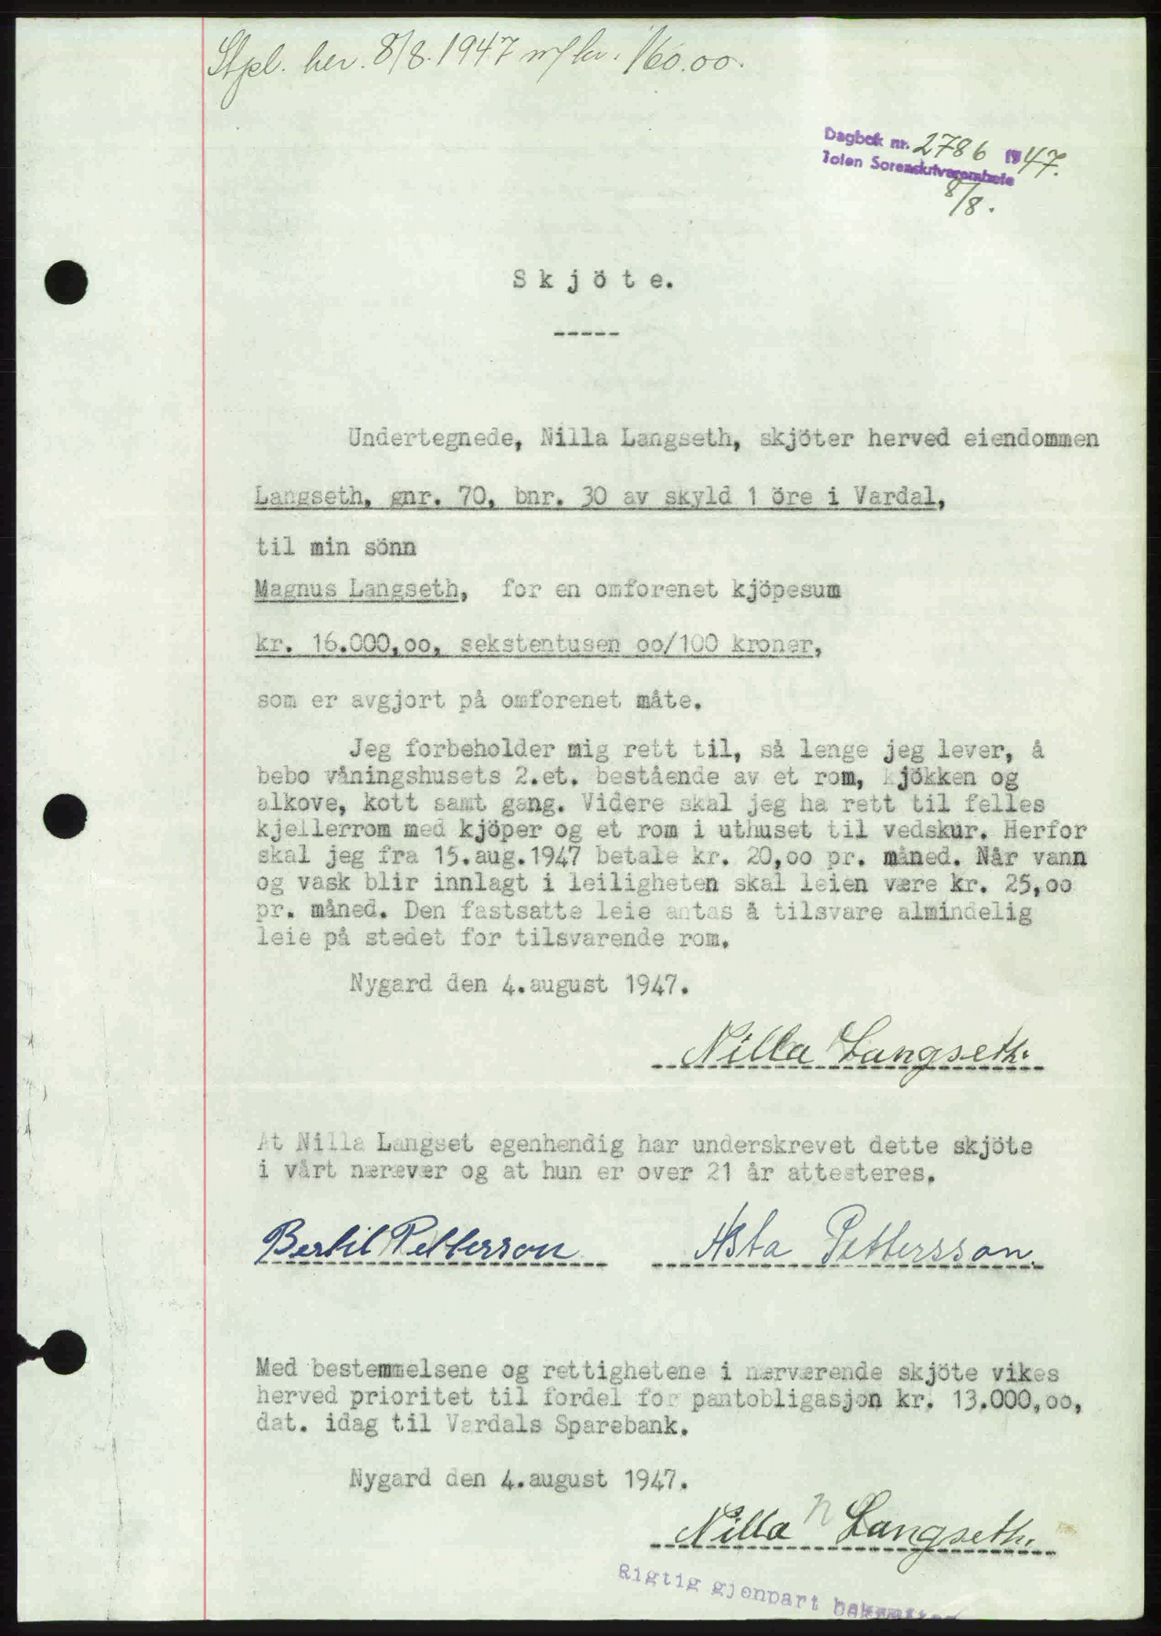 Stpl. her. 8/8. 1947 m/ kr. 160.00.
Dagbok nr. 2786 1947.
Toten Sorenskriverembete
8/8.
Skjöte.
-----
Undertegnede, Nilla Langseth, skjöter herved eiendommen
Langseth, gnr. 70, bnr. 30 av skyld 1 öre i Vardal,
til min sönn
Magnus Langseth, for en omforenet kjöpesum
kr. 16.000,oo, sekstentusen oo/100 kroner,
som er avgjort på omforenet måte.
Jeg forbeholder mig rett til, så lenge jeg lever, å
bebo våningshusets 2.et. bestående av et rom, kjökken og
alkove, kott samt gang. Videre skal jeg ha rett til felles
kjellerrom med kjöper og et rom i uthuset til vedskur. Herfor
skal jeg fra 15.aug.1947 betale kr. 20,oo pr. måned. Når vann
og vask blir innlagt i leiligheten skal leien være kr. 25,oo
pr. måned. Den fastsatte leie antas å tilsvare almindelig
leie på stedet for tilsvarende rom.
Nygard den 4.august 1947.
Nilla Langseth.
At Nilla Langset egenhendig har underskrevet dette skjöte
i vårt nærevær og at hun er over 21 år attesteres.
Bertil Petterson Asta Pettersson
Med bestemmelsene og rettighetene i nærværende skjöte vikes
herved prioritet til fordel for pantobligasjon kr. 13.000,oo,
dat. idag til Vardals Sparebank.
Nygard den 4.august 1947.
Nilla Langseth.
Rigtig gjenpart bekræftes